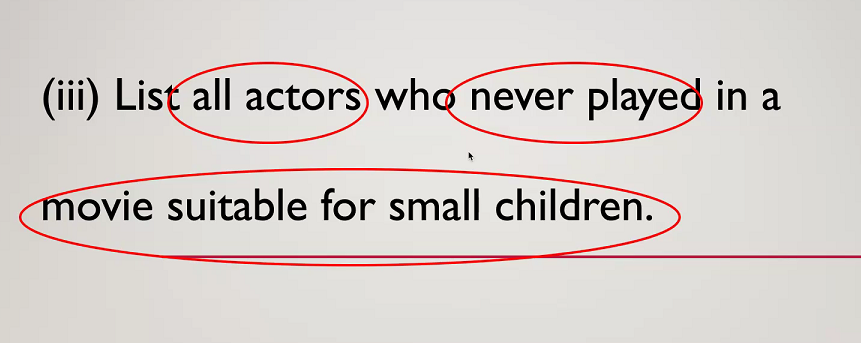 (iii) List all actors who never played in a
movie suitable for small children.